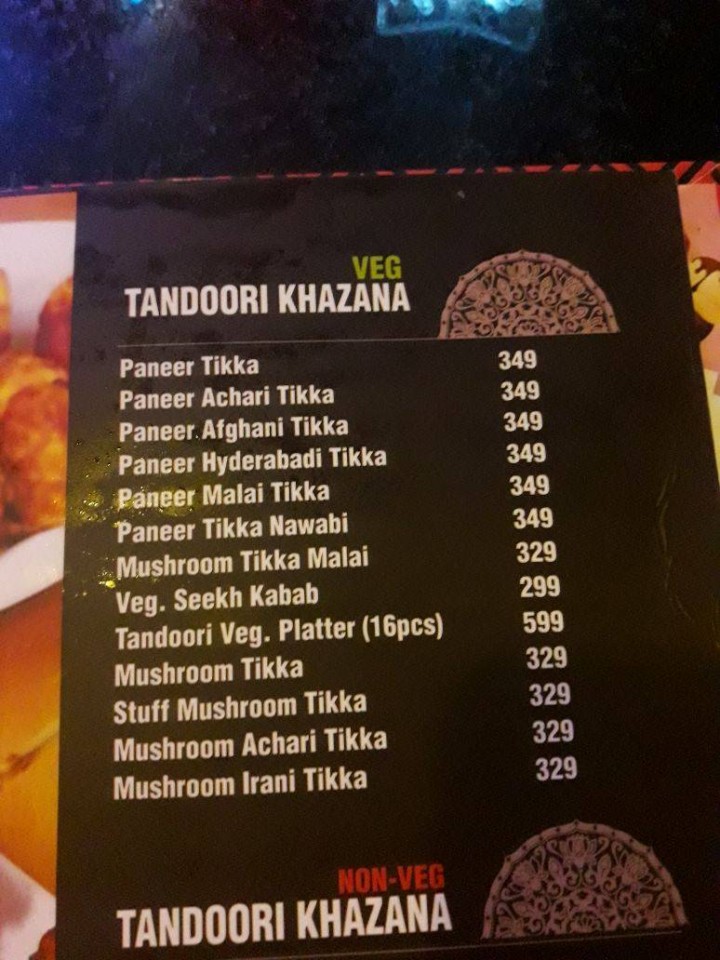 VEG
TANDOORI KHAZANA
Paneer Tikka 349
Paneer Achari Tikka 349
Paneer Afghani Tikka 349
Paneer Hyderabadi Tikka 349
Paneer Malai Tikka 349
Paneer Tikka Nawabi 349
Mushroom Tikka Malai 329
Veg. Seekh Kabab 299
Tandoori Veg. Platter (16pcs) 599
Mushroom Tikka 329
Stuff Mushroom Tikka 329
Mushroom Achari Tikka 329
Mushroom Irani Tikka 329
NON-VEG
TANDOORI KHAZANA